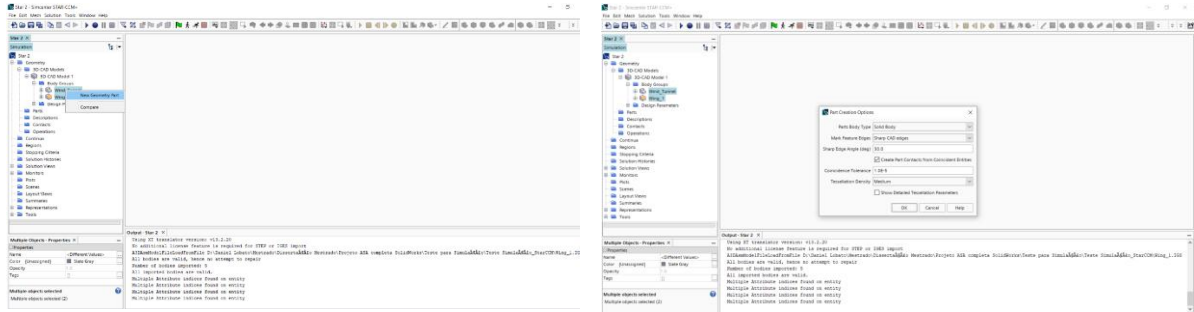 Star 2 - Simcenter STAR-CCM+
File Edit Mesh Solution Tools Window Help
Star 2 ×
Simulation
Star 2
Geometry
3D-CAD Models
3D-CAD Model 1
Body Groups
Wind
Wing
Design
New Geometry Part
Compare
Parts
Descriptions
Contacts
Operations
Continua
Regions
Stopping Criteria
Solution Histories
Solution Views
Monitors
Plots
Scenes
Layout Views
Summaries
Representations
Tools
Multiple Objects - Properties ×
Properties
Name <Different Values>
Color [Unassigned] Slate Gray
Opacity
Tags
Multiple objects selected
Multiple objects selected (2)
Output - Star 2 ×
Using XT translator version: v13.2.20
No additional license feature is required for STEP or IGES import
All bodies are valid, hence no attempt to repair
Number of bodies imported: 5
All imported bodies are valid.
Multiple Attribute indices found on entity
Multiple Attribute indices found on entity
Multiple Attribute indices found on entity
Multiple Attribute indices found on entity
Star 2 - Simcenter STAR-CCM+
File Edit Mesh Solution Tools Window Help
Star 2 ×
Simulation
Star 2
Geometry
3D-CAD Models
3D-CAD Model 1
Body Groups
Wind_Tunnel
Wing_1
Design Parameters
Parts
Descriptions
Contacts
Operations
Continua
Regions
Stopping Criteria
Solution Histories
Solution Views
Monitors
Plots
Scenes
Layout Views
Summaries
Representations
Tools
Part Creation Options
Parts Body Type Solid Body
Mark Feature Edges Sharp CAD edges
Sharp Edge Angle (deg) 30.0
Create Part Contacts from Coincident Entities
Coincidence Tolerance 1.0E-5
Tessellation Density Medium
Show Detailed Tessellation Parameters
OK Cancel Help
Multiple Objects - Properties ×
Properties
Name <Different Values>
Color [Unassigned] Slate Gray
Opacity
Tags
Multiple objects selected
Multiple objects selected (2)
Output - Star 2 ×
Using XT translator version: v13.2.20
No additional license feature is required for STEP or IGES import
All bodies are valid, hence no attempt to repair
Number of bodies imported: 5
All imported bodies are valid.
Multiple Attribute indices found on entity
Multiple Attribute indices found on entity
Multiple Attribute indices found on entity
Multiple Attribute indices found on entity